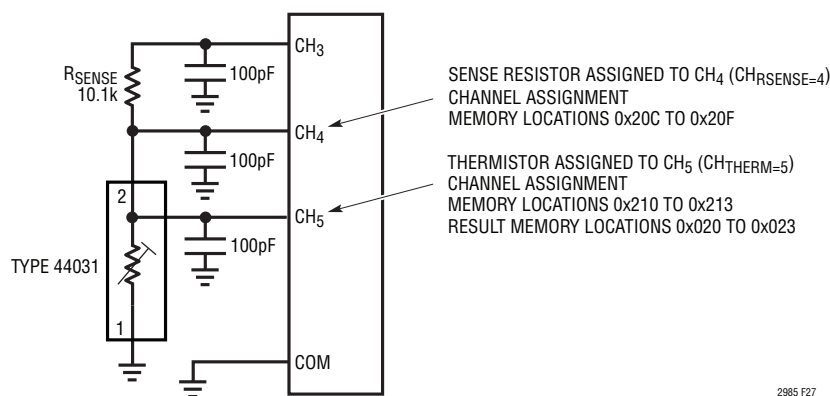 CH3
RSENSE
10.1k
100pF
CH4
100pF
2
CH5
100pF
TYPE 44031
1
COM
SENSE RESISTOR ASSIGNED TO CH4 (CHRSENSE=4)
CHANNEL ASSIGNMENT
MEMORY LOCATIONS 0x20C TO 0x20F
THERMISTOR ASSIGNED TO CH5 (CHTHERM=5)
CHANNEL ASSIGNMENT
MEMORY LOCATIONS 0x210 TO 0x213
RESULT MEMORY LOCATIONS 0x020 TO 0x023
2985 F27